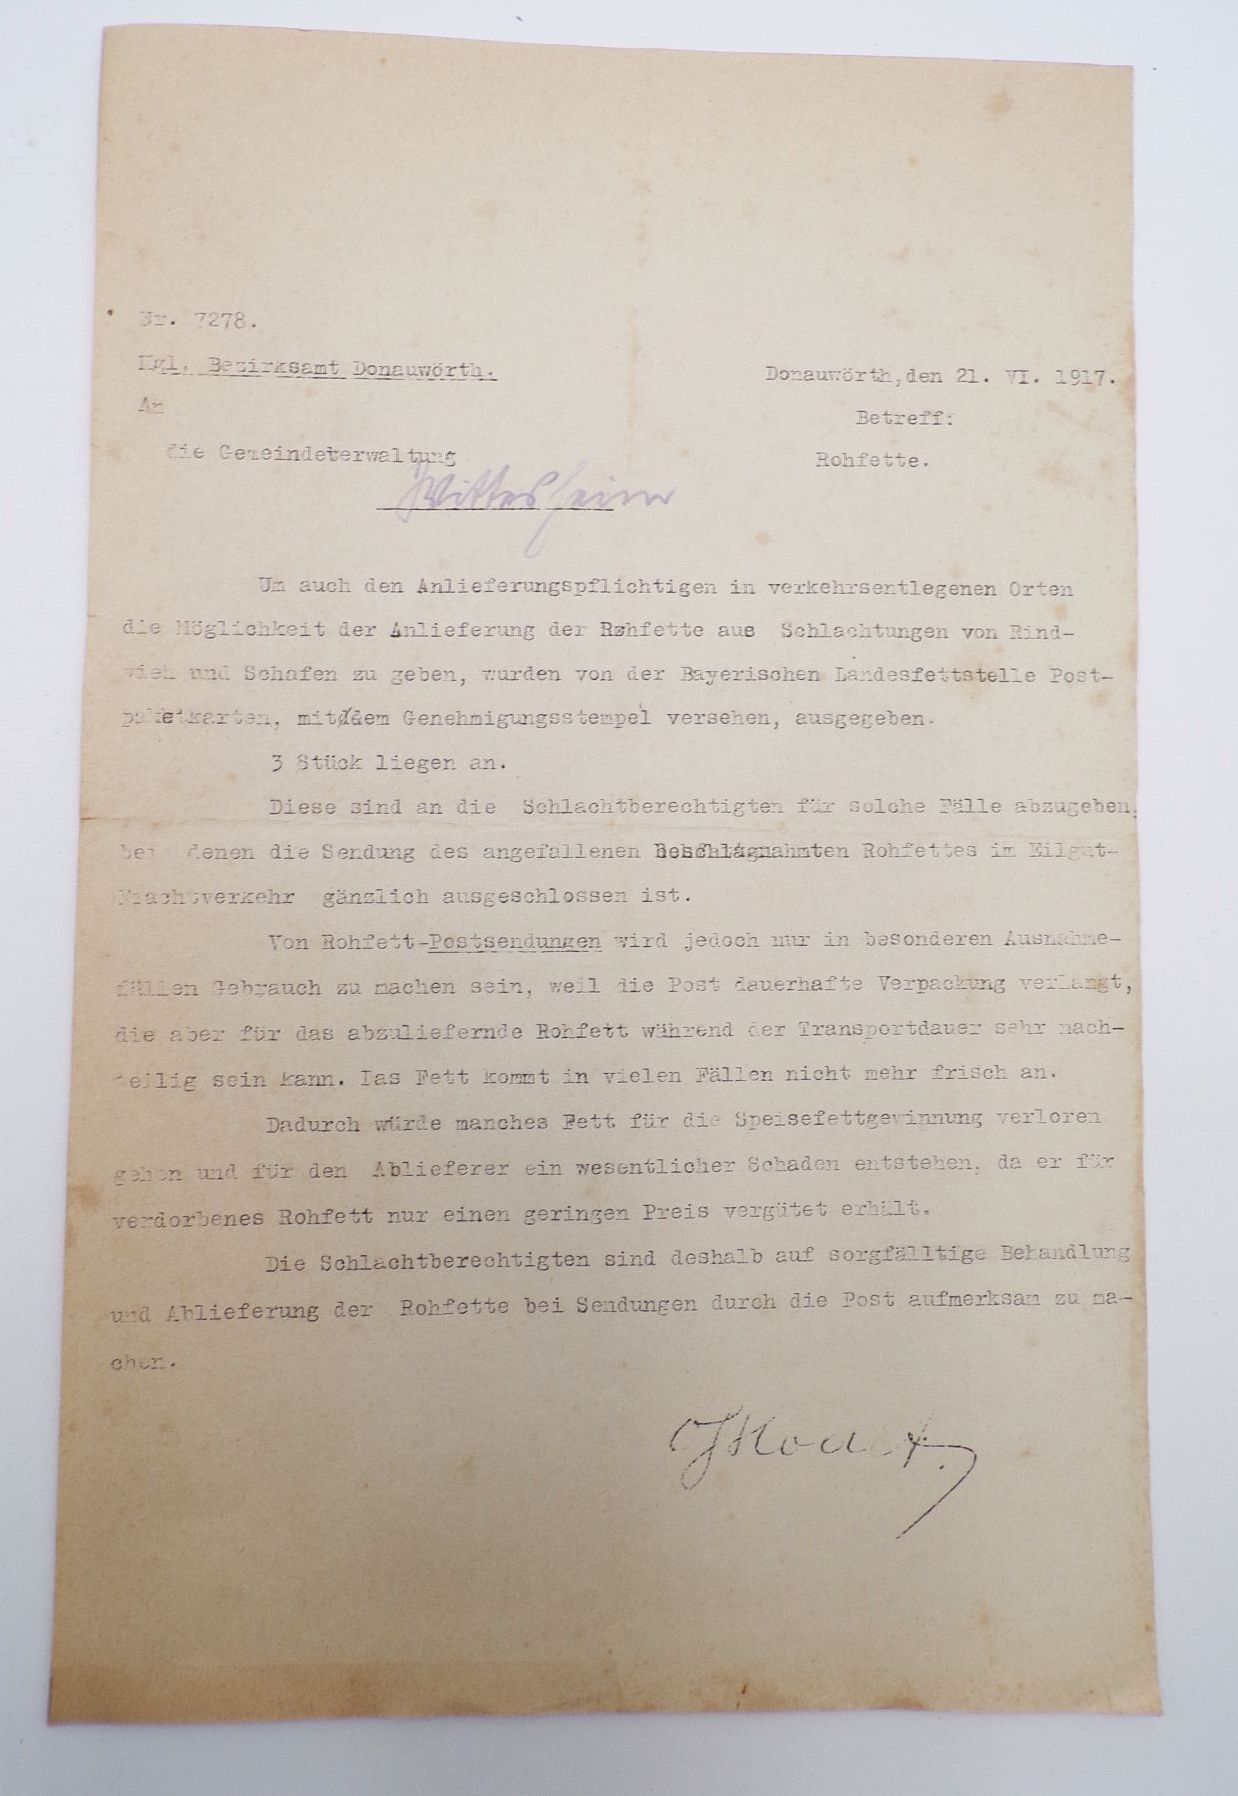 Nr. 7278.
Kgl. Bezirksamt Donauwörth.
Donauwörth,den 21. VI. 1917.
An
Betreff:
die Gemeindeverwaltung
Rohfette.
Wittesheim
Um auch den Anlieferungspflichtigen in verkehrsentlegenen Orten
die Möglichkeit der Anlieferung der Rohfette aus Schlachtungen von Rind-
vieh und Schafen zu geben, wurden von der Bayerischen Landesfettstelle Post-
paketkarten, mit dem Genehmigungsstempel versehen, ausgegeben.
3 Stück liegen an.
Diese sind an die Schlachtberechtigten für solche Fälle abzugeben,
bei denen die Sendung des angefallenen beschlagnahmten Rohfettes im Eilgut-
Frachtverkehr gänzlich ausgeschlossen ist.
Von Rohfett-Postsendungen wird jedoch nur in besonderen Ausnahme-
fällen Gebrauch zu machen sein, weil die Post dauerhafte Verpackung verlangt,
die aber für das abzuliefernde Rohfett während der Transportdauer sehr nach-
teilig sein kann. Das Fett kommt in vielen Fällen nicht mehr frisch an.
Dadurch würde manches Fett für die Speisefettgewinnung verloren
gehen und für den Ablieferer ein wesentlicher Schaden entstehen, da er für
verdorbenes Rohfett nur einen geringen Preis vergütet erhält.
Die Schlachtberechtigten sind deshalb auf sorgfälltige Behandlung
und Ablieferung der Rohfette bei Sendungen durch die Post aufmerksam zu ma-
chen.